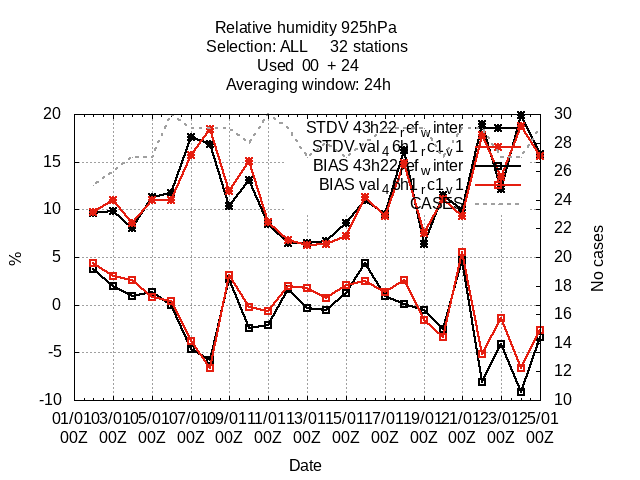 Relative humidity 925hPa
Selection: ALL 32 stations
Used 00 + 24
Averaging window: 24h
20 30
STDV 43h22_ref_winter
28
STDV val_46h1_rc1_v1
15
BIAS 43h22_ref_winter
26
BIAS val_46h1_rc1_v1
24
CASES
10
22
5 20
18
0
16
-5 14
12
-10 10
% No cases
01/01 03/01 05/01 07/01 09/01 11/01 13/01 15/01 17/01 19/01 21/01 23/01 25/01
00Z 00Z 00Z 00Z 00Z 00Z 00Z 00Z 00Z 00Z 00Z 00Z 00Z
Date